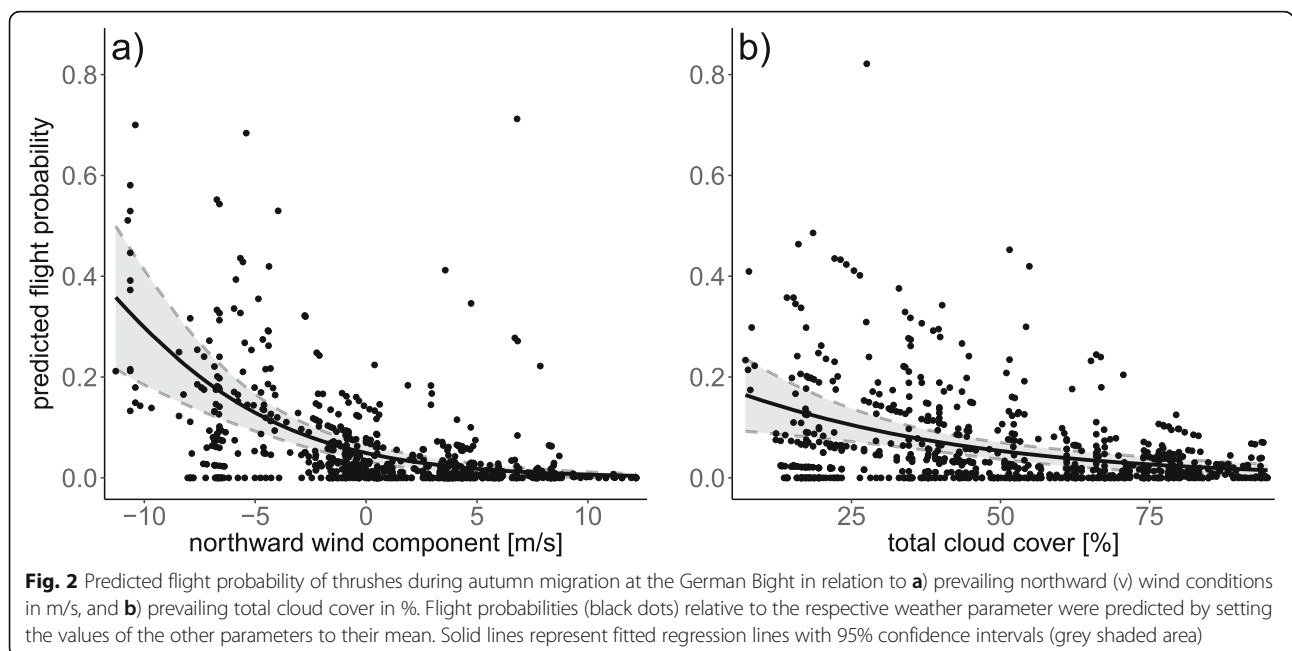 a)
b)
0.8
0.6
0.4
0.2
0.0
predicted flight probability
−10 −5 0 5 10
northward wind component [m/s]
0.8
0.6
0.4
0.2
0.0
25 50 75
total cloud cover [%]
Fig. 2 Predicted flight probability of thrushes during autumn migration at the German Bight in relation to a) prevailing northward (v) wind conditions
in m/s, and b) prevailing total cloud cover in %. Flight probabilities (black dots) relative to the respective weather parameter were predicted by setting
the values of the other parameters to their mean. Solid lines represent fitted regression lines with 95% confidence intervals (grey shaded area)